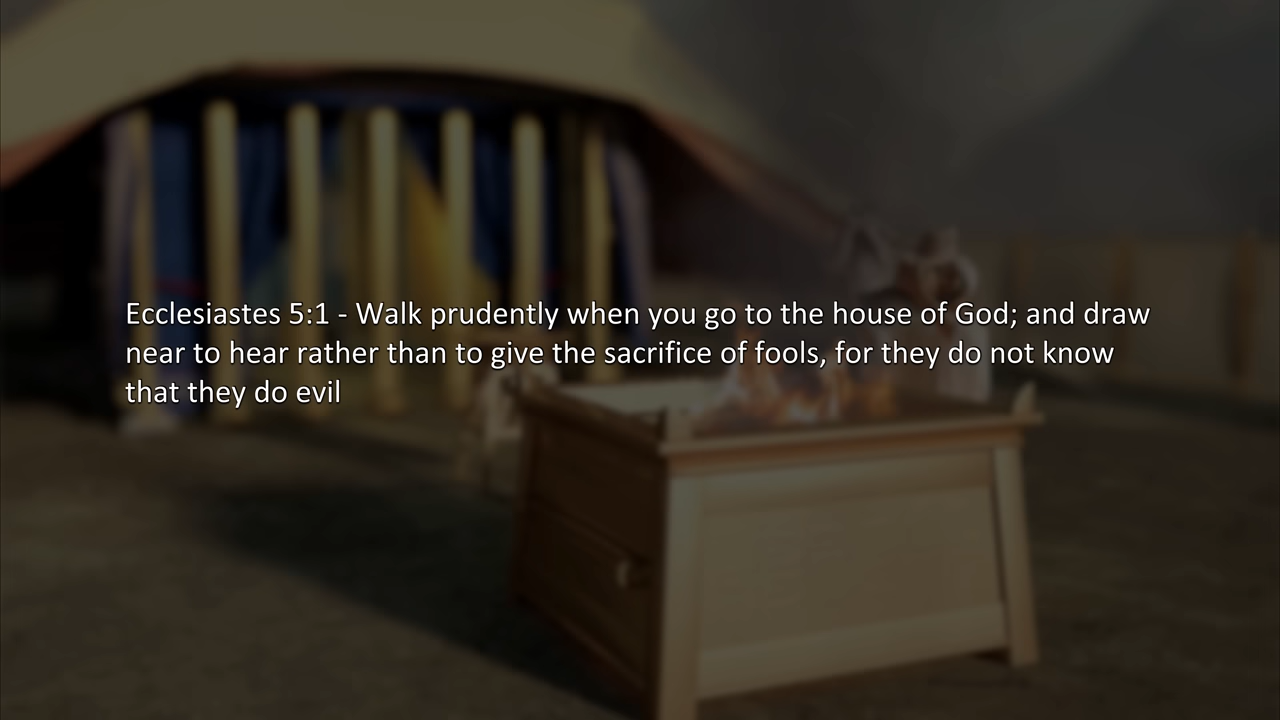 Ecclesiastes 5:1 - Walk prudently when you go to the house of God; and draw
near to hear rather than to give the sacrifice of fools, for they do not know
that they do evil